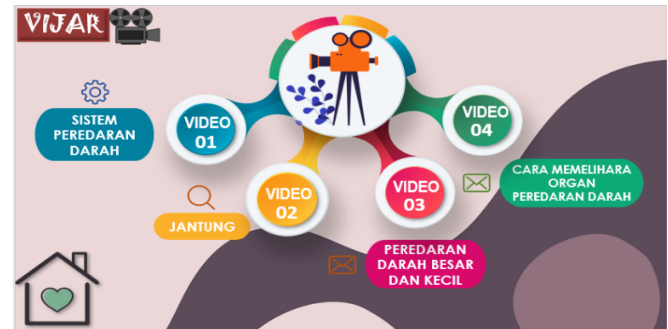 VIJAR
VIDEO
01
SISTEM
PEREDARAN
DARAH
VIDEO
02
JANTUNG
VIDEO
03
PEREDARAN
DARAH BESAR
DAN KECIL
VIDEO
04
CARA MEMELIHARA
ORGAN
PEREDARAN DARAH